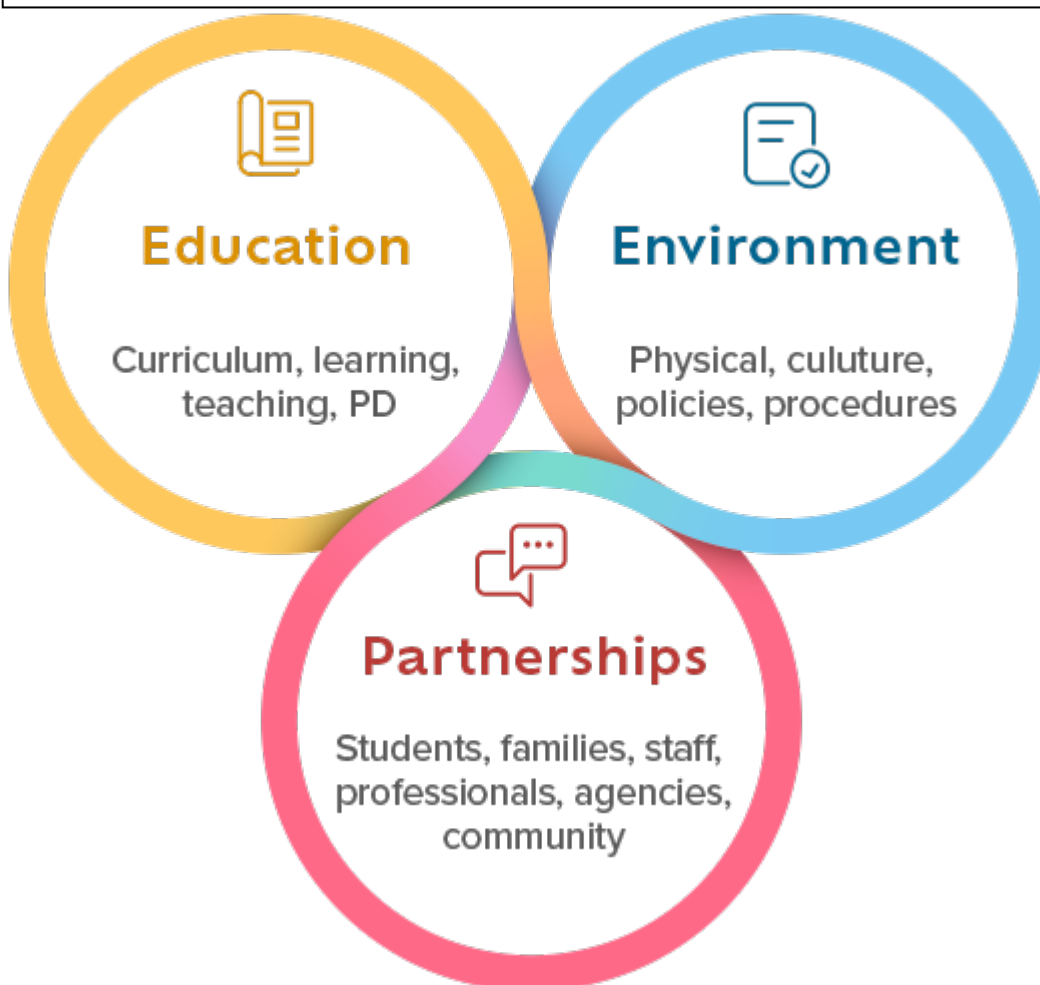 Education
Curriculum, learning,
teaching, PD
Environment
Physical, culuture,
policies, procedures
Partnerships
Students, families, staff,
professionals, agencies,
community